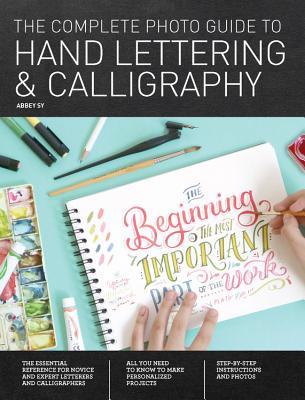 THE COMPLETE PHOTO GUIDE TO
HAND LETTERING
& CALLIGRAPHY
ABBEY SY
THE
Beginning
IS THE MOST
IMPORTANT
PART OF THE
work
PLATO
THE ESSENTIAL
REFERENCE FOR NOVICE
AND EXPERT LETTERERS
AND CALLIGRAPHERS
ALL YOU NEED
TO KNOW TO MAKE
PERSONALIZED
PROJECTS
STEP-BY-STEP
INSTRUCTIONS
AND PHOTOS